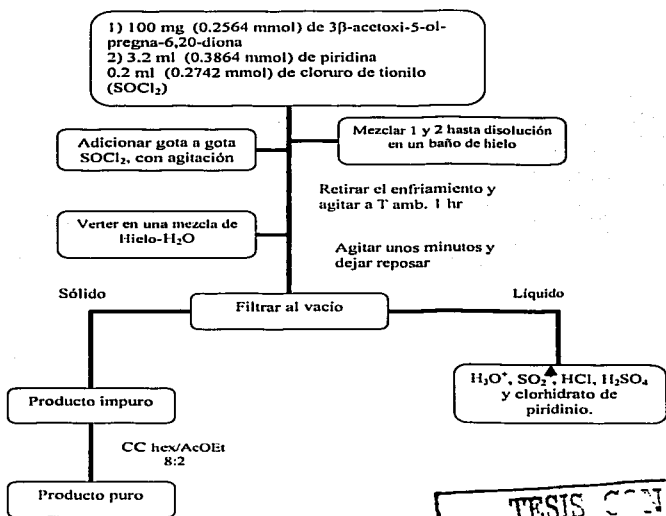 1) 100 mg (0.2564 mmol) de 3β-acetoxi-5-ol-
pregna-6,20-diona
2) 3.2 ml (0.3864 mmol) de piridina
0.2 ml (0.2742 mmol) de cloruro de tionilo
(SOCl₂)
Adicionar gota a gota
SOCl₂, con agitación
Mezclar 1 y 2 hasta disolución
en un baño de hielo
Retirar el enfriamiento y
agitar a T amb. 1 hr
Verter en una mezcla de
Hielo-H₂O
Agitar unos minutos y
dejar reposar
Sólido
Filtrar al vacío
Líquido
H₃O⁺, SO₂, HCl, H₂SO₄
y clorhidrato de
piridinio.
Producto impuro
CC hex/AcOEt
8:2
Producto puro
TESIS